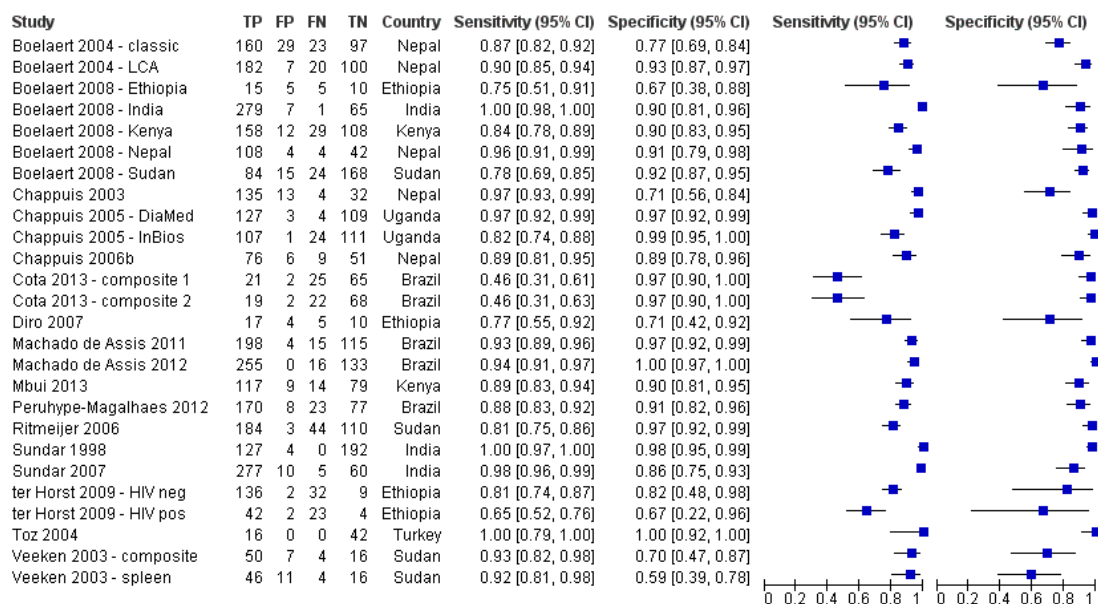 Study TP FP FN TN Country Sensitivity (95% CI) Specificity (95% CI) Sensitivity (95% CI) Specificity (95% CI)
Boelaert 2004 - classic 160 29 23 97 Nepal 0.87 [0.82, 0.92] 0.77 [0.69, 0.84]
Boelaert 2004 - LCA 182 7 20 100 Nepal 0.90 [0.85, 0.94] 0.93 [0.87, 0.97]
Boelaert 2008 - Ethiopia 15 5 5 10 Ethiopia 0.75 [0.51, 0.91] 0.67 [0.38, 0.88]
Boelaert 2008 - India 279 7 1 65 India 1.00 [0.98, 1.00] 0.90 [0.81, 0.96]
Boelaert 2008 - Kenya 158 12 29 108 Kenya 0.84 [0.78, 0.89] 0.90 [0.83, 0.95]
Boelaert 2008 - Nepal 108 4 4 42 Nepal 0.96 [0.91, 0.99] 0.91 [0.79, 0.98]
Boelaert 2008 - Sudan 84 15 24 168 Sudan 0.78 [0.69, 0.85] 0.92 [0.87, 0.95]
Chappuis 2003 135 13 4 32 Nepal 0.97 [0.93, 0.99] 0.71 [0.56, 0.84]
Chappuis 2005 - DiaMed 127 3 4 109 Uganda 0.97 [0.92, 0.99] 0.97 [0.92, 0.99]
Chappuis 2005 - InBios 107 1 24 111 Uganda 0.82 [0.74, 0.88] 0.99 [0.95, 1.00]
Chappuis 2006b 76 6 9 51 Nepal 0.89 [0.81, 0.95] 0.89 [0.78, 0.96]
Cota 2013 - composite 1 21 2 25 65 Brazil 0.46 [0.31, 0.61] 0.97 [0.90, 1.00]
Cota 2013 - composite 2 19 2 22 68 Brazil 0.46 [0.31, 0.63] 0.97 [0.90, 1.00]
Diro 2007 17 4 5 10 Ethiopia 0.77 [0.55, 0.92] 0.71 [0.42, 0.92]
Machado de Assis 2011 198 4 15 115 Brazil 0.93 [0.89, 0.96] 0.97 [0.92, 0.99]
Machado de Assis 2012 255 0 16 133 Brazil 0.94 [0.91, 0.97] 1.00 [0.97, 1.00]
Mbui 2013 117 9 14 79 Kenya 0.89 [0.83, 0.94] 0.90 [0.81, 0.95]
Peruhype-Magalhaes 2012 170 8 23 77 Brazil 0.88 [0.83, 0.92] 0.91 [0.82, 0.96]
Ritmeijer 2006 184 3 44 110 Sudan 0.81 [0.75, 0.86] 0.97 [0.92, 0.99]
Sundar 1998 127 4 0 192 India 1.00 [0.97, 1.00] 0.98 [0.95, 0.99]
Sundar 2007 277 10 5 60 India 0.98 [0.96, 0.99] 0.86 [0.75, 0.93]
ter Horst 2009 - HIV neg 136 2 32 9 Ethiopia 0.81 [0.74, 0.87] 0.82 [0.48, 0.98]
ter Horst 2009 - HIV pos 42 2 23 4 Ethiopia 0.65 [0.52, 0.76] 0.67 [0.22, 0.96]
Toz 2004 16 0 0 42 Turkey 1.00 [0.79, 1.00] 1.00 [0.92, 1.00]
Veeken 2003 - composite 50 7 4 16 Sudan 0.93 [0.82, 0.98] 0.70 [0.47, 0.87]
Veeken 2003 - spleen 46 11 4 16 Sudan 0.92 [0.81, 0.98] 0.59 [0.39, 0.78]
0 0.2 0.4 0.6 0.8 1 0 0.2 0.4 0.6 0.8 1